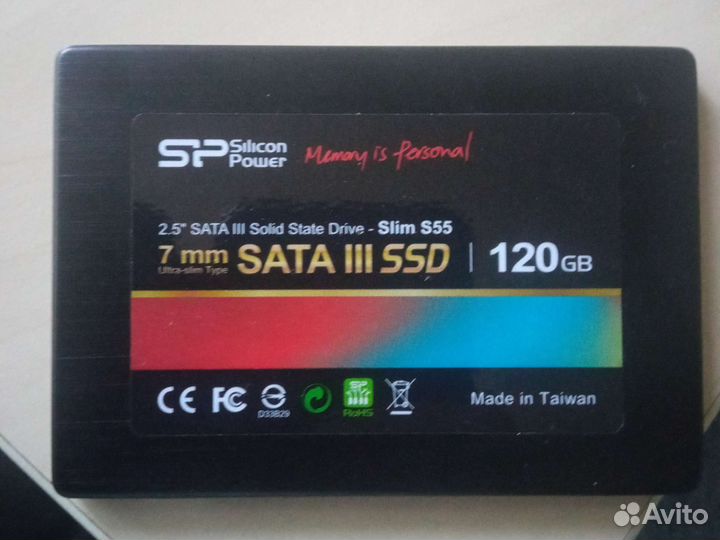 SP Silicon Power Memory is Personal
2.5" SATA III Solid State Drive - Slim S55
7 mm
Ultra-slim Type
SATA III SSD | 120GB
CE FC
D33B29
SP
RoHS
Made in Taiwan
Avito